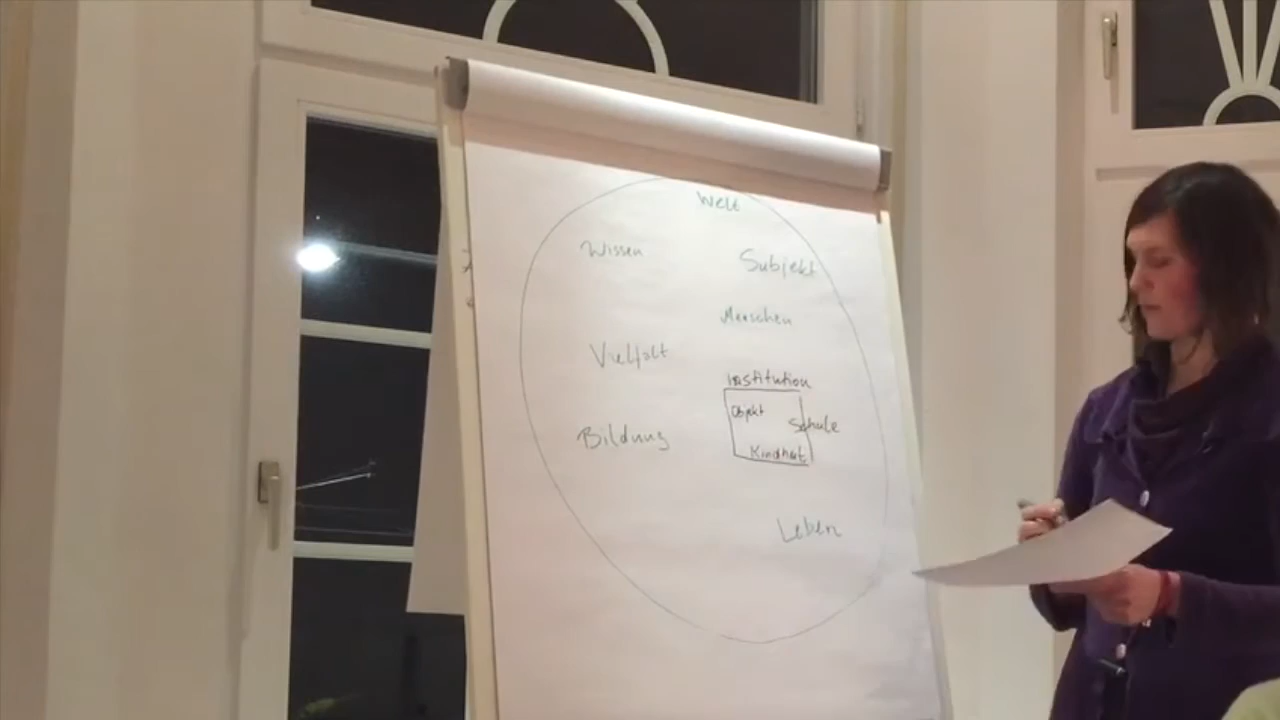 Welt
Wissen
Subjekt
Menschen
Vielfalt
Institution
Objekt
Schule
Bildung
Kindheit
Leben